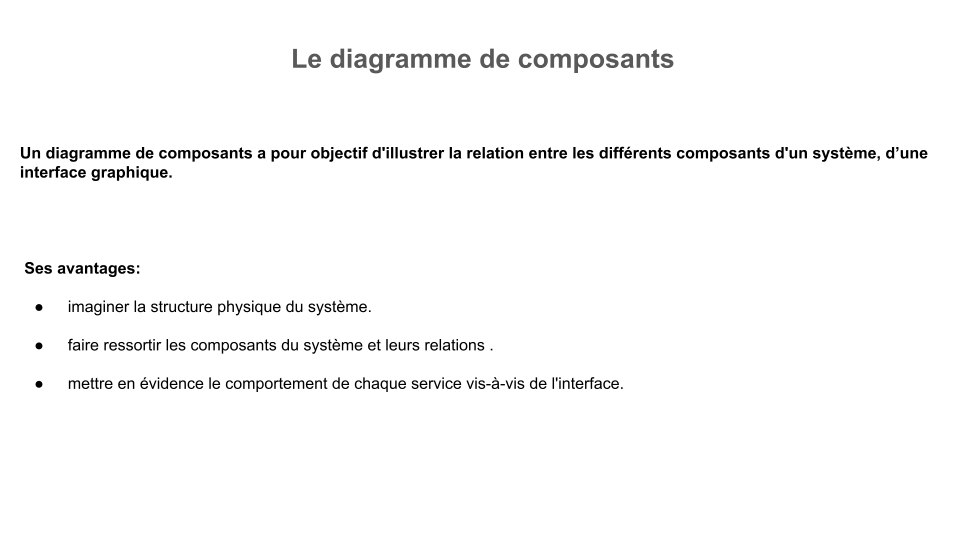 Le diagramme de composants
Un diagramme de composants a pour objectif d'illustrer la relation entre les différents composants d'un système, d’une
interface graphique.
Ses avantages:
● imaginer la structure physique du système.
● faire ressortir les composants du système et leurs relations .
● mettre en évidence le comportement de chaque service vis-à-vis de l'interface.